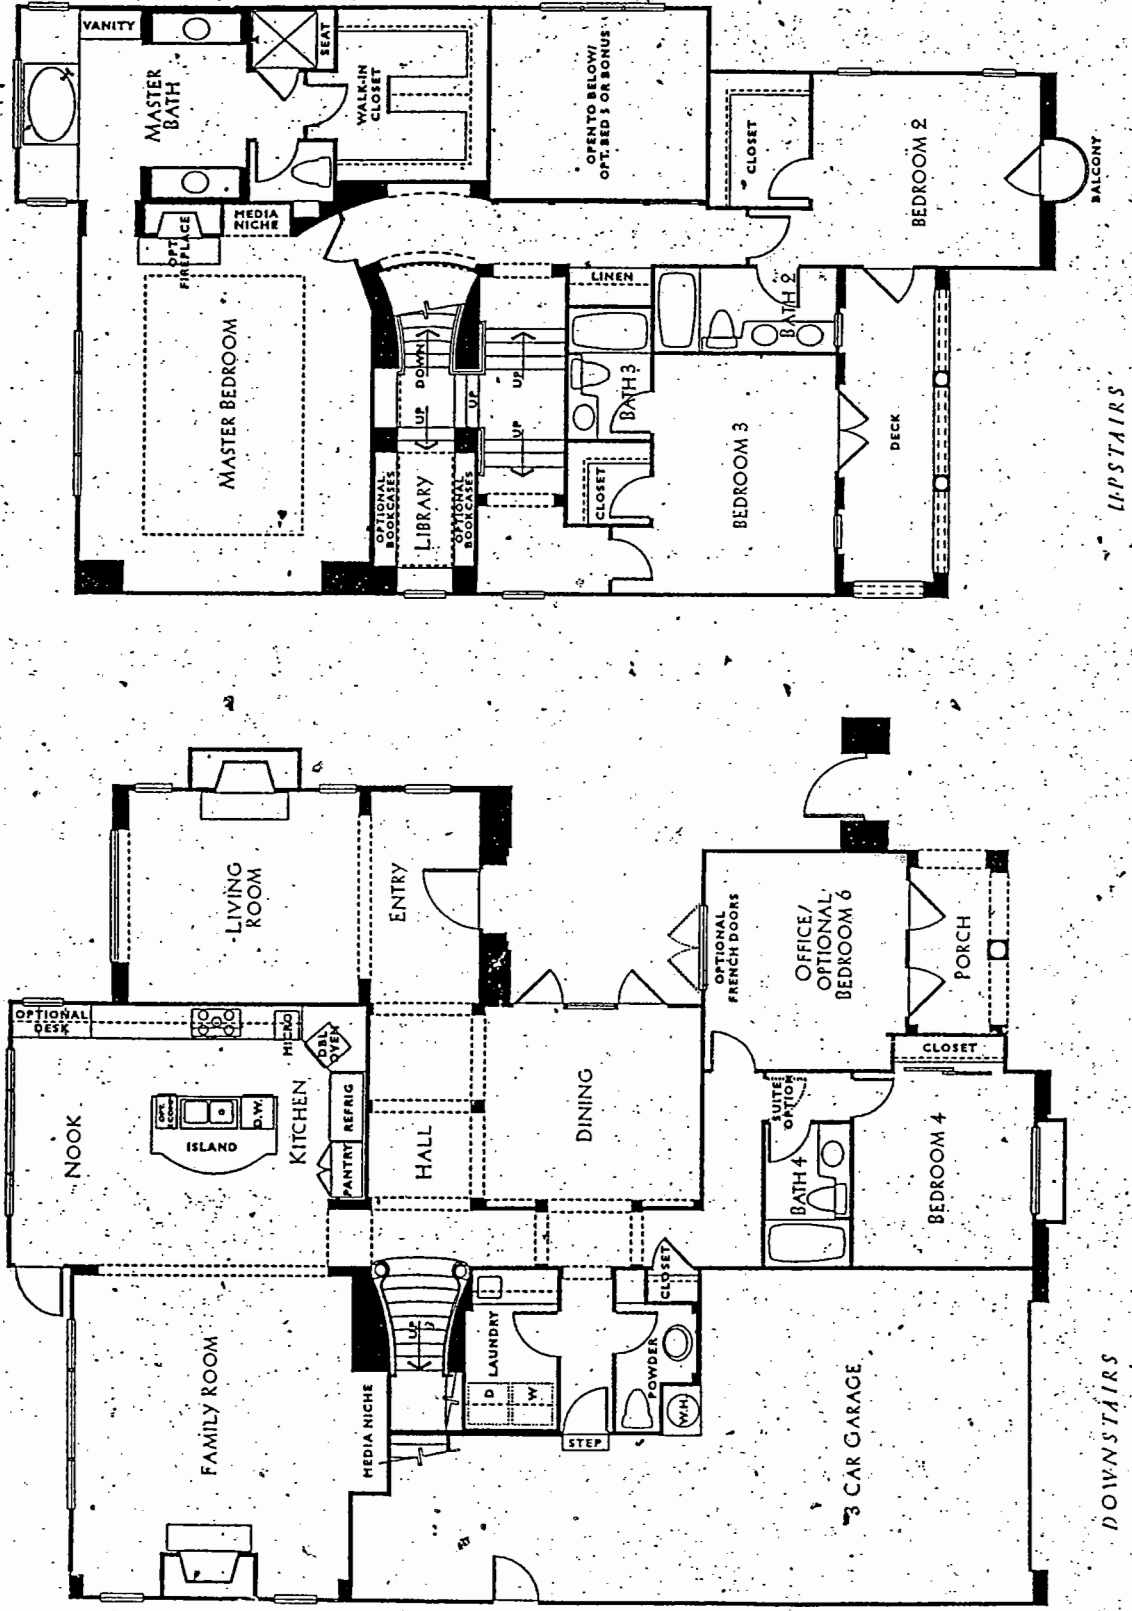 VANITY
SEAT
MASTER
BATH
WALK-IN
CLOSET
OPEN TO BELOW/
OPT. BED 5 OR BONUS
CLOSET
BEDROOM 2
BALCONY
OPT.
FIREPLACE
MEDIA
NICHE
MASTER BEDROOM
DOWN
UP
UP
UP
UP
LINEN
BATH 2
BATH 3
CLOSET
BEDROOM 3
DECK
OPTIONAL
BOOKCASES
LIBRARY
OPTIONAL
BOOKCASES
UPSTAIRS
LIVING
ROOM
ENTRY
OPTIONAL
FRENCH DOORS
OFFICE/
OPTIONAL
BEDROOM 6
PORCH
OPTIONAL
DESK
MICRO
DBL
OVEN
CLOSET
NOOK
D.W.
ISLAND
KITCHEN
REFRIG
PANTRY
HALL
DINING
SUITE
OPTION
BATH 4
BEDROOM 4
CLOSET
UP
LAUNDRY
D
W
POWDER
W.H.
STEP
FAMILY ROOM
MEDIA NICHE
3 CAR GARAGE
DOWNSTAIRS